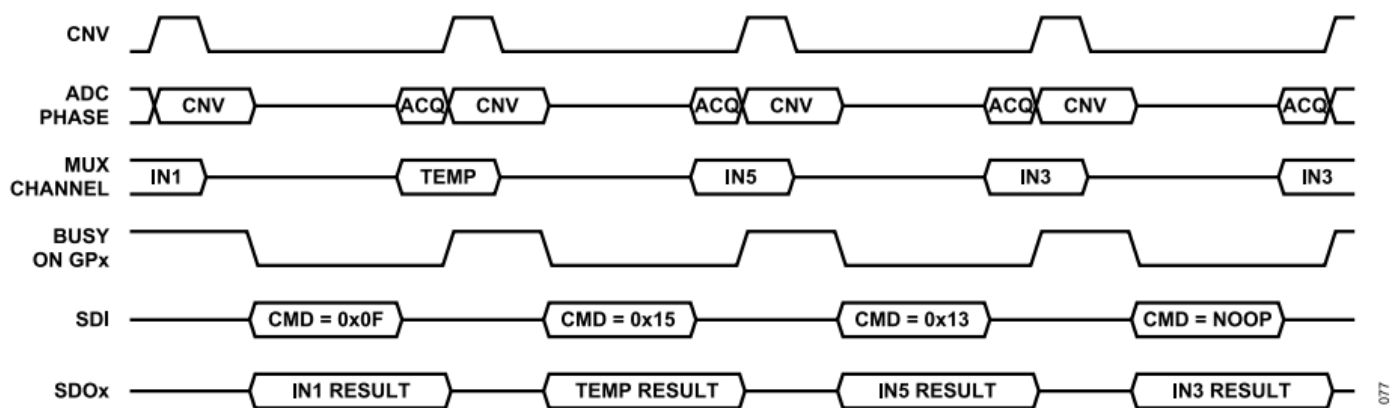 CNV
ADC
PHASE
CNV
ACQ
CNV
ACQ
CNV
ACQ
CNV
ACQ
MUX
CHANNEL
IN1
TEMP
IN5
IN3
IN3
BUSY
ON GPx
SDI
CMD = 0x0F
CMD = 0x15
CMD = 0x13
CMD = NOOP
SDOx
IN1 RESULT
TEMP RESULT
IN5 RESULT
IN3 RESULT
077